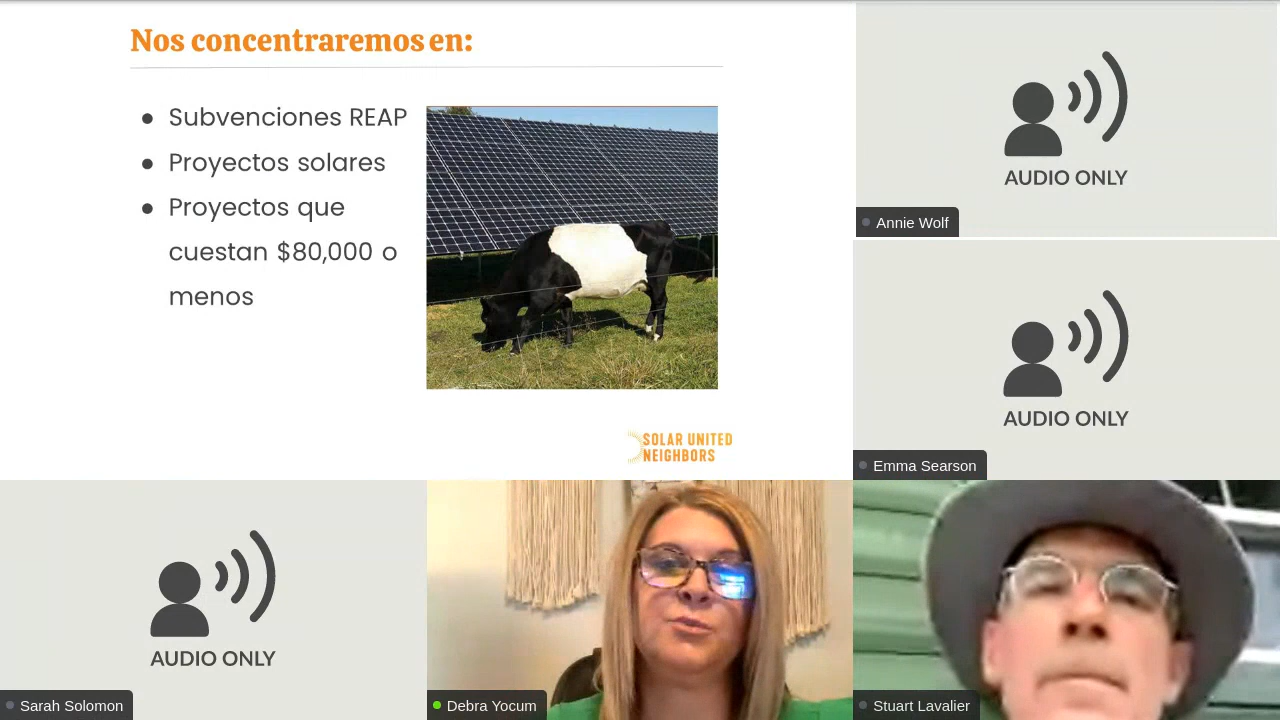 Nos concentraremos en:
● Subvenciones REAP
● Proyectos solares
● Proyectos que
cuestan $80,000 o
menos
SOLAR UNITED
NEIGHBORS
AUDIO ONLY
Annie Wolf
AUDIO ONLY
Emma Searson
AUDIO ONLY
Sarah Solomon
Debra Yocum
Stuart Lavalier